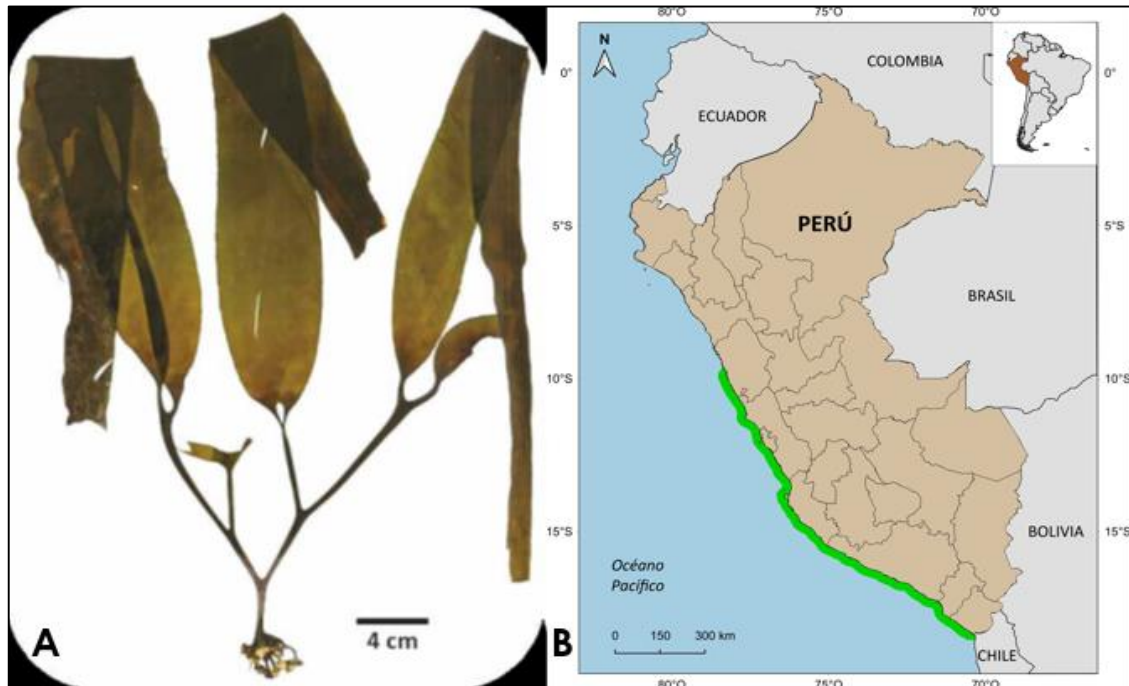 A
4 cm
B
80°O
75°O
70°O
N
COLOMBIA
0°
0°
ECUADOR
5°S
PERÚ
5°S
BRASIL
10°S
10°S
15°S
BOLIVIA
15°S
Océano
Pacífico
0 150 300 km
CHILE
80°O
75°O
70°O